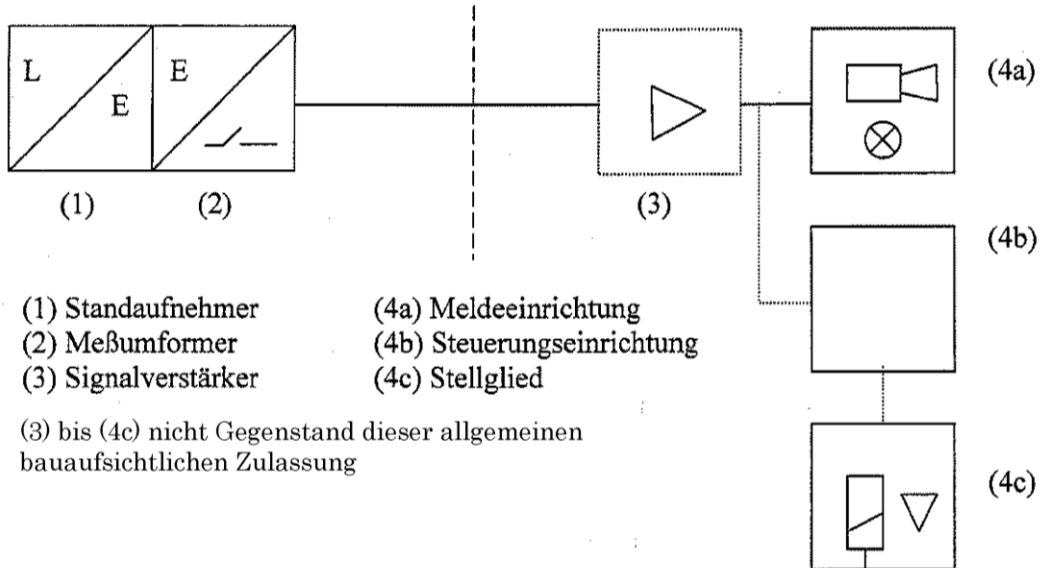 L
E
E
(1)
(2)
(3)
(4a)
(4b)
(4c)
(1) Standaufnehmer
(2) Meßumformer
(3) Signalverstärker
(4a) Meldeeinrichtung
(4b) Steuerungseinrichtung
(4c) Stellglied
(3) bis (4c) nicht Gegenstand dieser allgemeinen
bauaufsichtlichen Zulassung